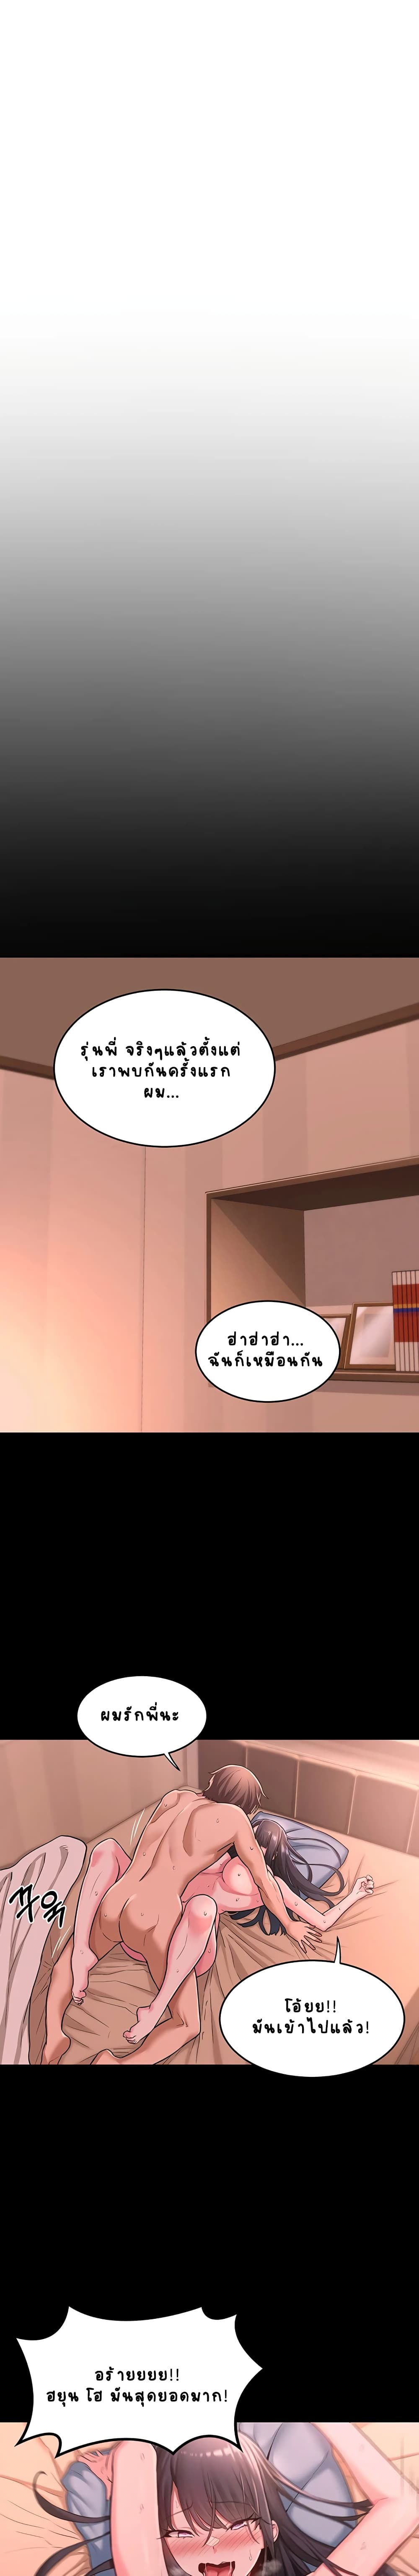 รุ่นพี่ จริงๆแล้วตั้งแต่
เราพบกันครั้งแรก
ผม...
ฮ่าฮ่าฮ่า...
ฉันก็เหมือนกัน
ผมรักพี่นะ
โอ้ยย!!
มันเข้าไปแล้ว!
อร้ายยยย!!
ฮยุน โฮ มันสุดยอดมาก!